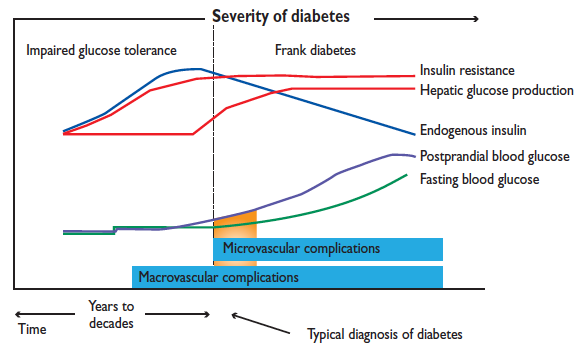 Severity of diabetes
Impaired glucose tolerance
Frank diabetes
Insulin resistance
Hepatic glucose production
Endogenous insulin
Postprandial blood glucose
Fasting blood glucose
Microvascular complications
Macrovascular complications
Years to
decades
Time
Typical diagnosis of diabetes